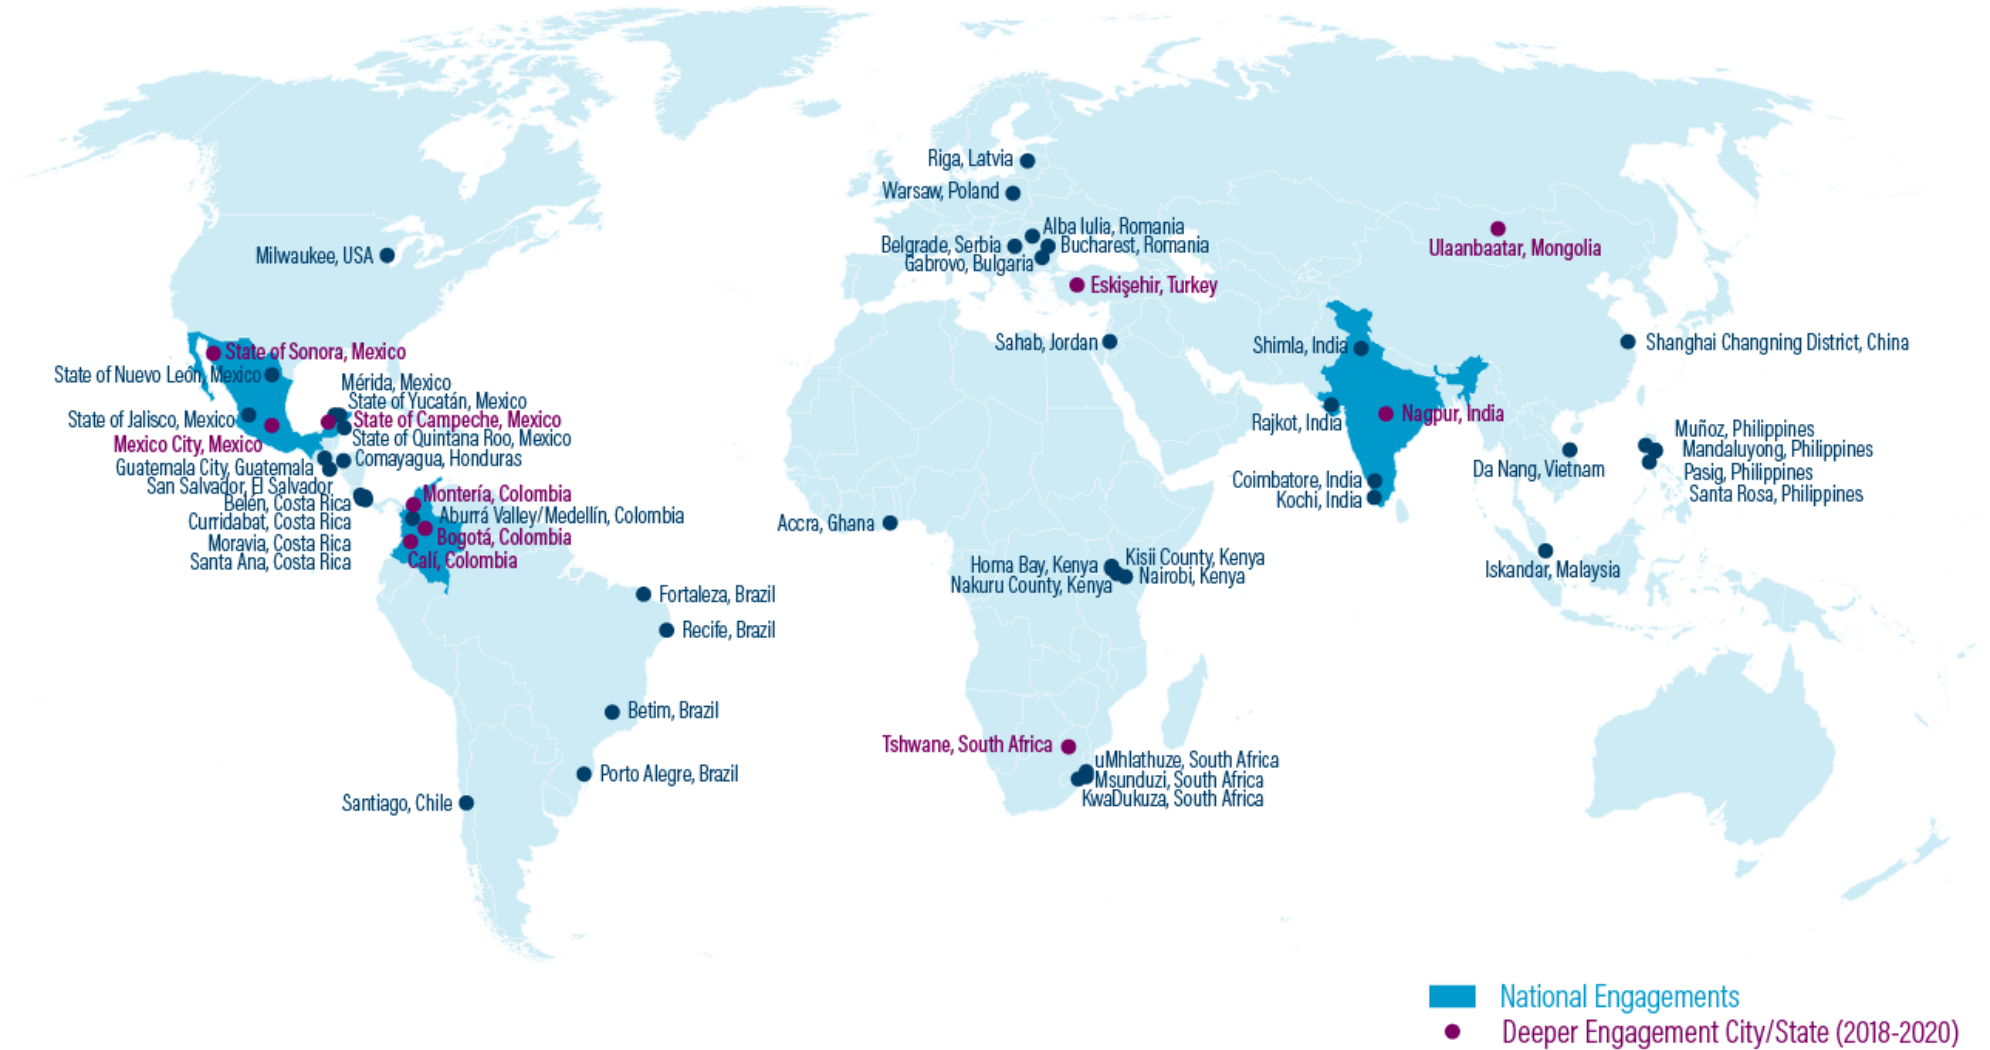 Riga, Latvia
Warsaw, Poland
Alba Iulia, Romania
Belgrade, Serbia
Bucharest, Romania
Gabrovo, Bulgaria
Ulaanbaatar, Mongolia
Milwaukee, USA
Eskişehir, Turkey
Sahab, Jordan
Shimla, India
Shanghai Changning District, China
State of Sonora, Mexico
State of Nuevo León, Mexico
Mérida, Mexico
State of Yucatán, Mexico
State of Jalisco, Mexico
State of Campeche, Mexico
Mexico City, Mexico
State of Quintana Roo, Mexico
Guatemala City, Guatemala
Comayagua, Honduras
San Salvador, El Salvador
Belén, Costa Rica
Curridabat, Costa Rica
Moravia, Costa Rica
Santa Ana, Costa Rica
Montería, Colombia
Aburrá Valley/Medellín, Colombia
Bogotá, Colombia
Calí, Colombia
Rajkot, India
Nagpur, India
Coimbatore, India
Kochi, India
Da Nang, Vietnam
Muñoz, Philippines
Mandaluyong, Philippines
Pasig, Philippines
Santa Rosa, Philippines
Accra, Ghana
Homa Bay, Kenya
Kisii County, Kenya
Nakuru County, Kenya
Nairobi, Kenya
Iskandar, Malaysia
Fortaleza, Brazil
Recife, Brazil
Betim, Brazil
Porto Alegre, Brazil
Santiago, Chile
Tshwane, South Africa
uMhlathuze, South Africa
Msunduzi, South Africa
KwaDukuza, South Africa
National Engagements
Deeper Engagement City/State (2018-2020)